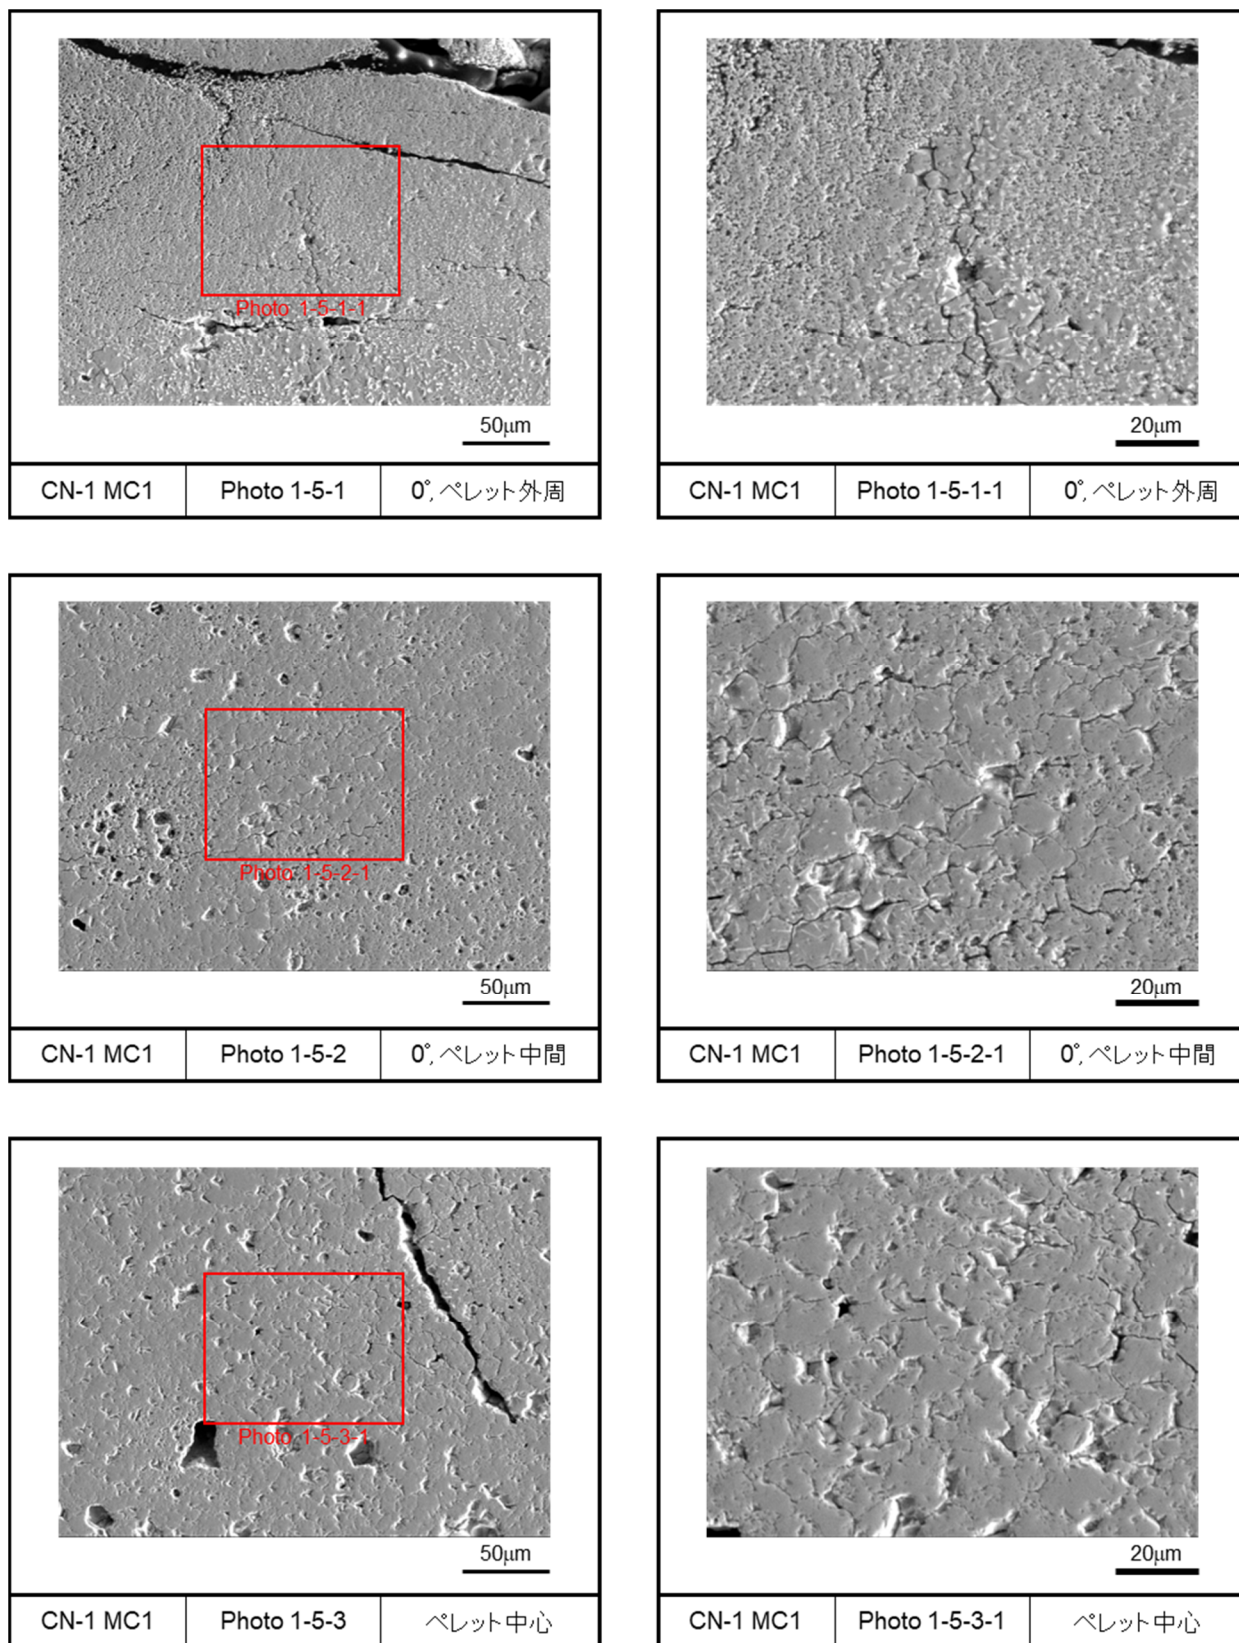 Photo 1-5-1-1
50μm
CN-1 MC1 Photo 1-5-1 0°, ペレット外周
20μm
CN-1 MC1 Photo 1-5-1-1 0°, ペレット外周
Photo 1-5-2-1
50μm
CN-1 MC1 Photo 1-5-2 0°, ペレット中間
20μm
CN-1 MC1 Photo 1-5-2-1 0°, ペレット中間
Photo 1-5-3-1
50μm
CN-1 MC1 Photo 1-5-3 ペレット中心
20μm
CN-1 MC1 Photo 1-5-3-1 ペレット中心